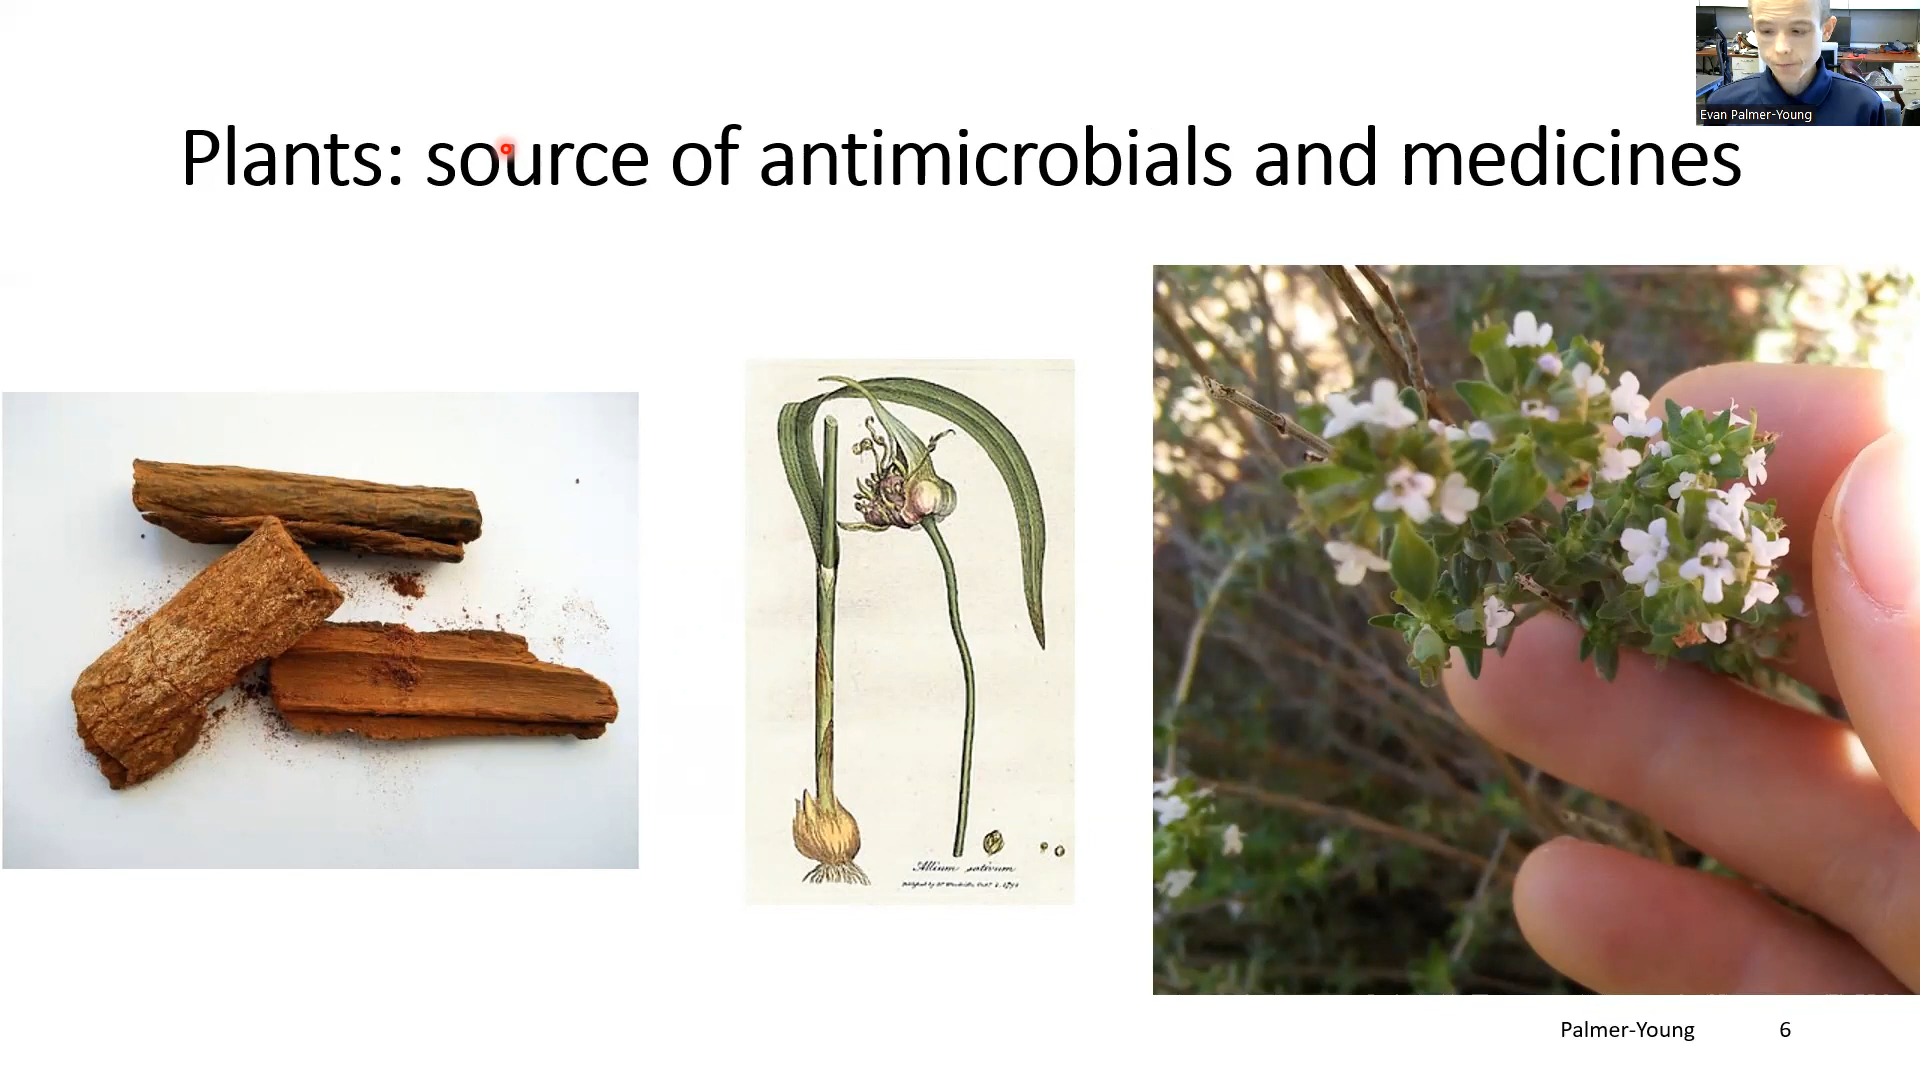 Evan Palmer-Young
Plants: source of antimicrobials and medicines
Allium sativum
Palmer-Young
6